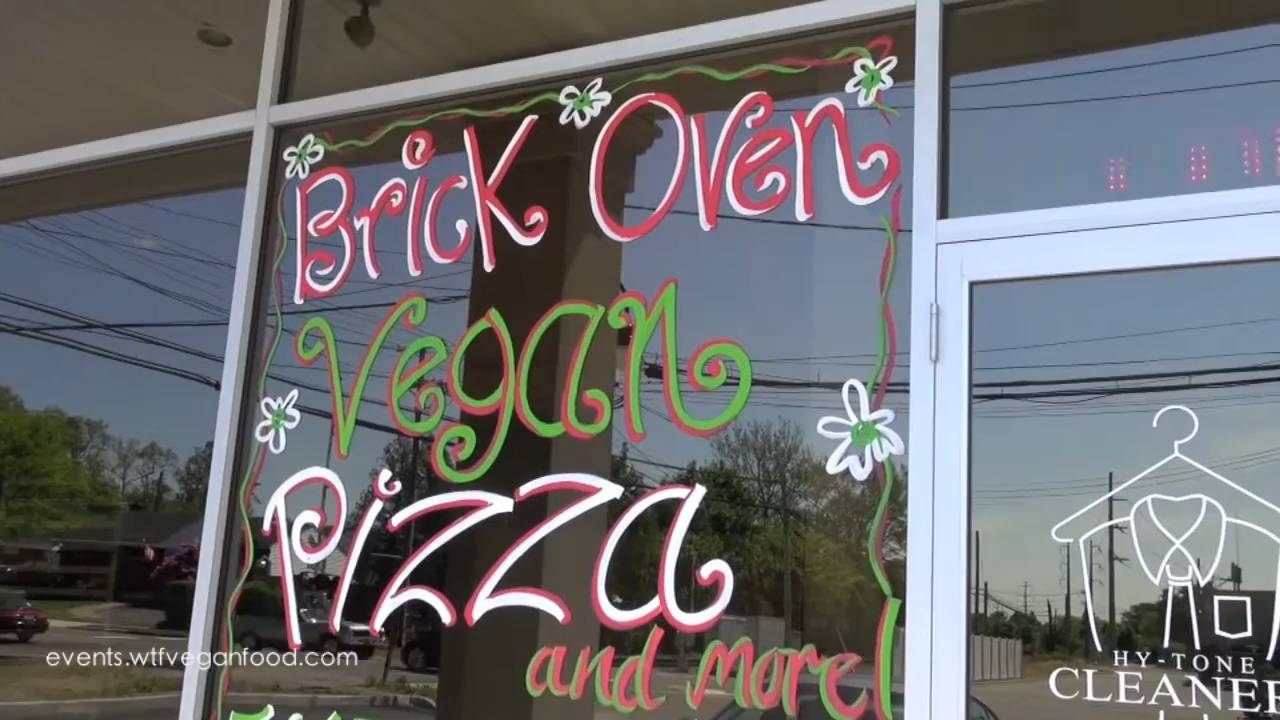 Brick Oven
Vegan
Pizza
and more!
events.wtfveganfood.com
HY-TONE
CLEANER